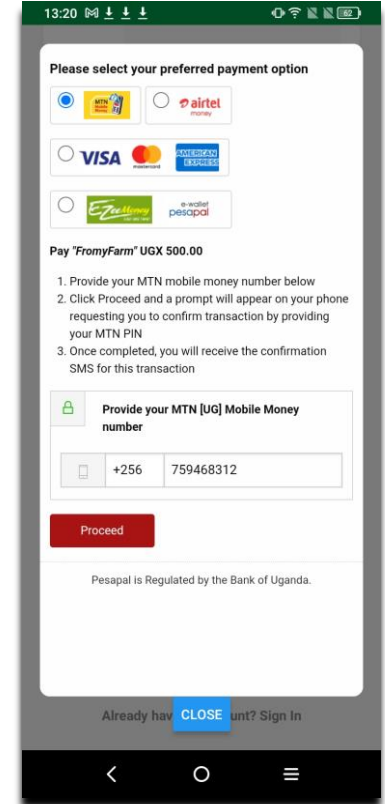 13:20
62
Please select your preferred payment option
MTN
Mobile
Money
airtel
money
VISA
mastercard
AMERICAN
EXPRESS
EzeeMoney
e-wallet
pesapal
Pay "FromyFarm" UGX 500.00
1. Provide your MTN mobile money number below
2. Click Proceed and a prompt will appear on your phone
requesting you to confirm transaction by providing
your MTN PIN
3. Once completed, you will receive the confirmation
SMS for this transaction
Provide your MTN [UG] Mobile Money
number
+256 759468312
Proceed
Pesapal is Regulated by the Bank of Uganda.
Already hav CLOSE unt? Sign In